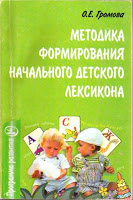 О.Е. Громова
МЕТОДИКА
ФОРМИРОВАНИЯ
НАЧАЛЬНОГО ДЕТСКОГО
ЛЕКСИКОНА
А
С
Ж